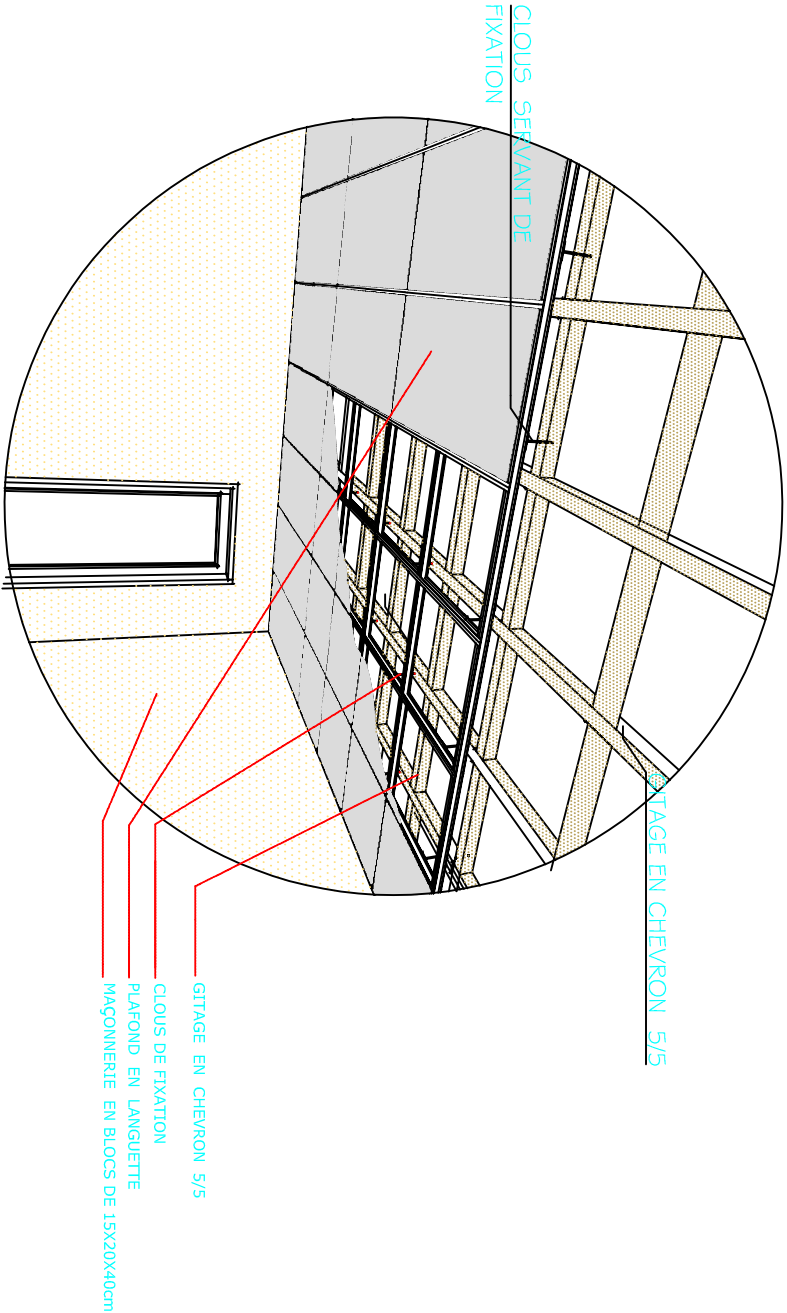 CLOUS SERVANT DE
FIXATION
GITAGE EN CHEVRON 5/5
GITAGE EN CHEVRON 5/5
CLOUS DE FIXATION
PLAFOND EN LANGUETTE
MAÇONNERIE EN BLOCS DE 15X20X40cm